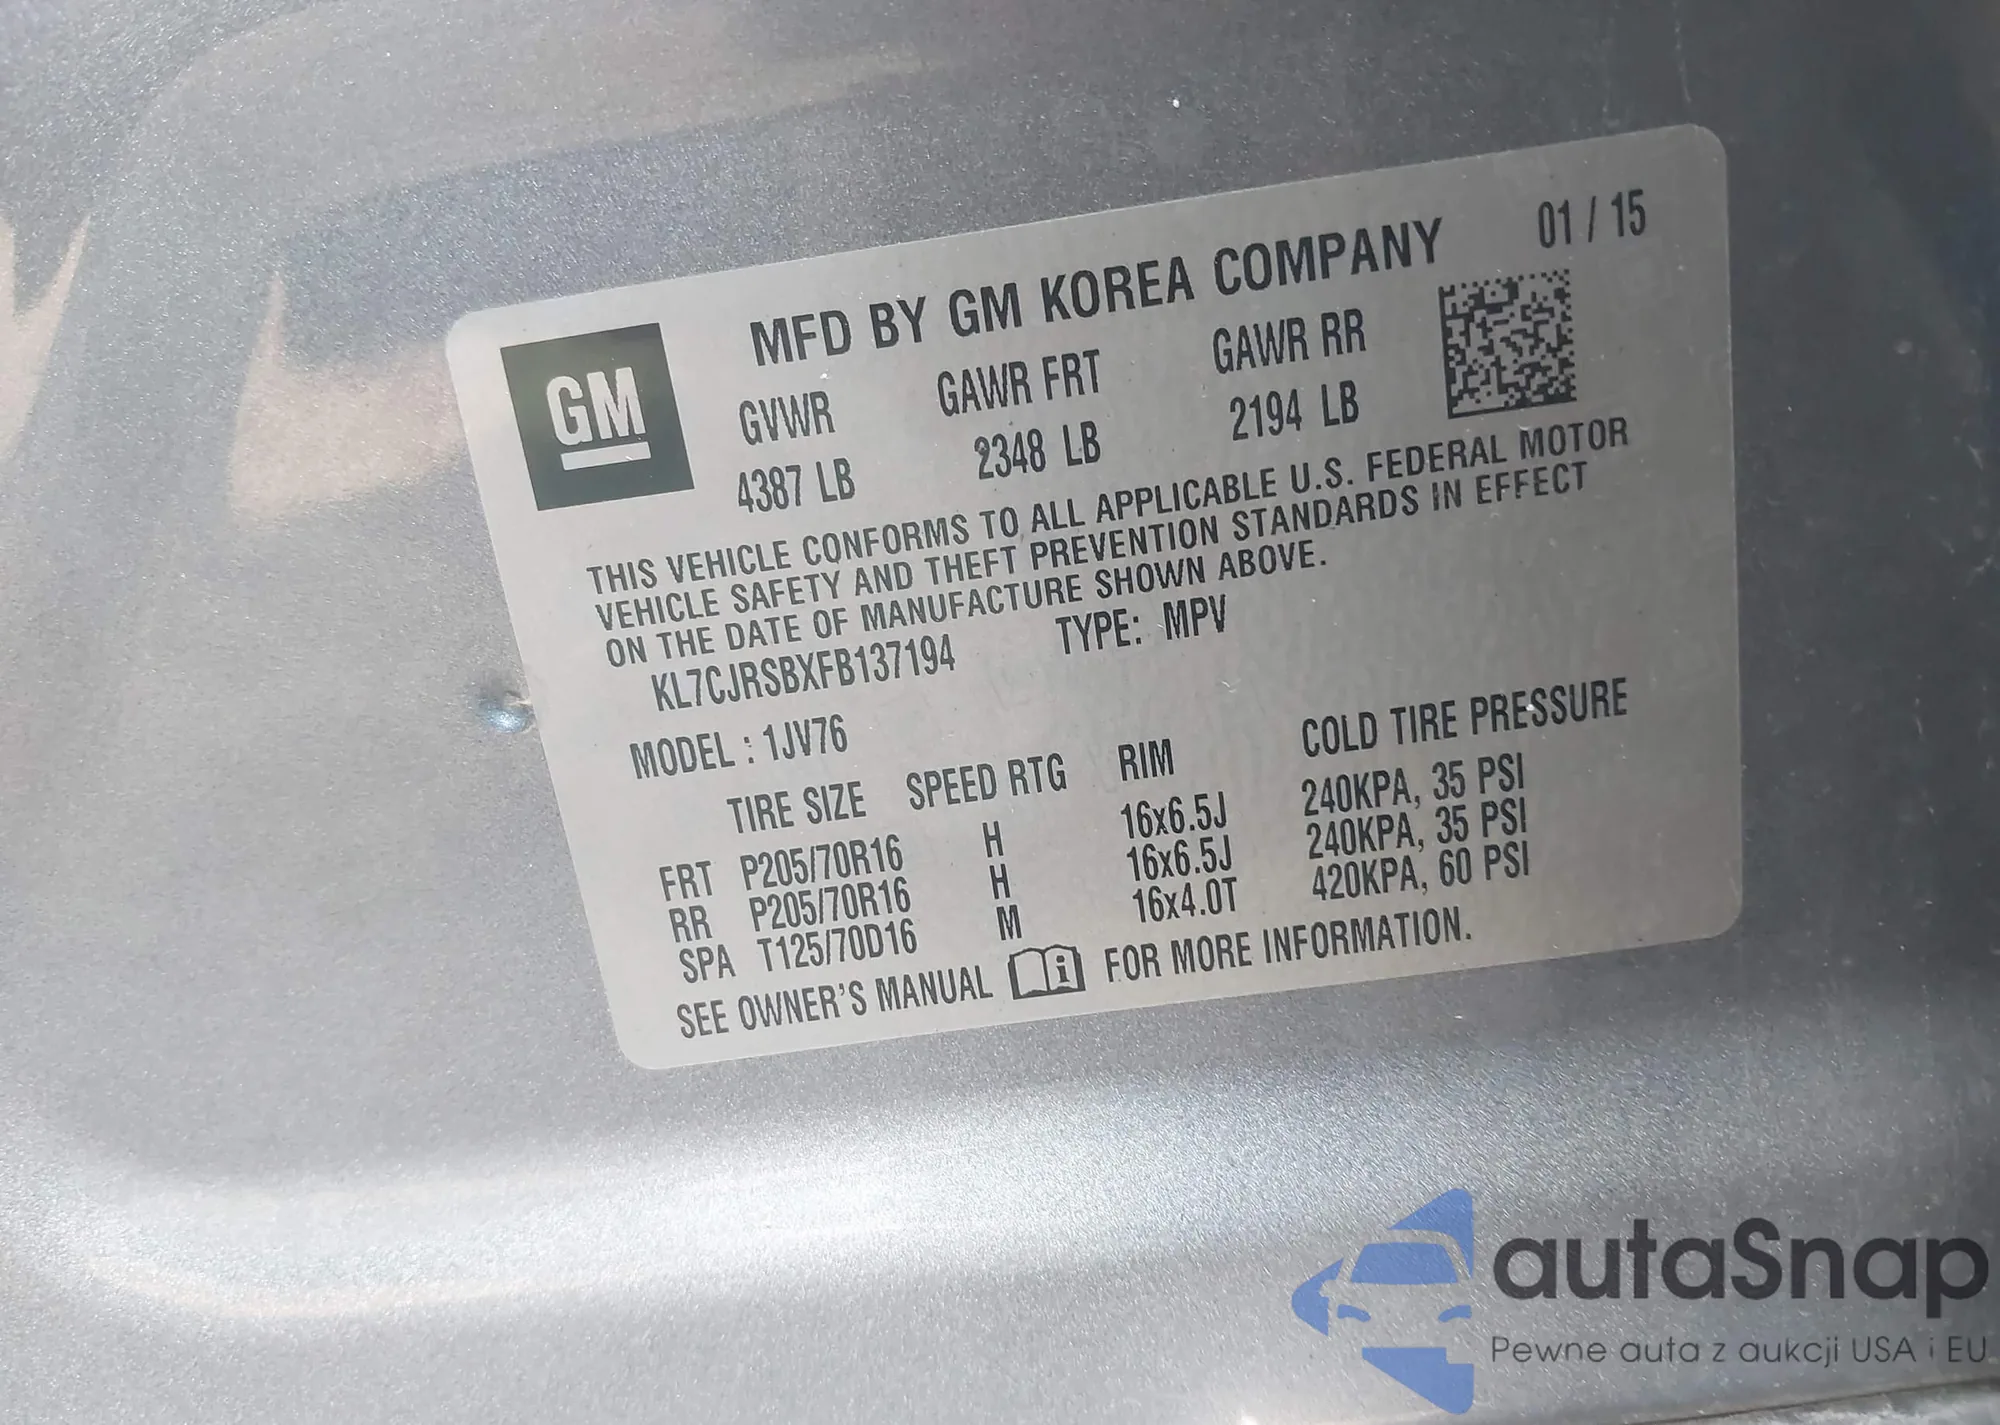 MFD BY GM KOREA COMPANY 01 / 15
GM
GVWR GAWR FRT GAWR RR
4387 LB 2348 LB 2194 LB
THIS VEHICLE CONFORMS TO ALL APPLICABLE U.S. FEDERAL MOTOR
VEHICLE SAFETY AND THEFT PREVENTION STANDARDS IN EFFECT
ON THE DATE OF MANUFACTURE SHOWN ABOVE.
KL7CJRSBXFB137194 TYPE: MPV
MODEL : 1JV76
TIRE SIZE SPEED RTG RIM COLD TIRE PRESSURE
FRT P205/70R16 H 16x6.5J 240KPA, 35 PSI
RR P205/70R16 H 16x6.5J 240KPA, 35 PSI
SPA T125/70D16 M 16x4.0T 420KPA, 60 PSI
SEE OWNER'S MANUAL i FOR MORE INFORMATION.
autaSnap
Pewne auta z aukcji USA i EU